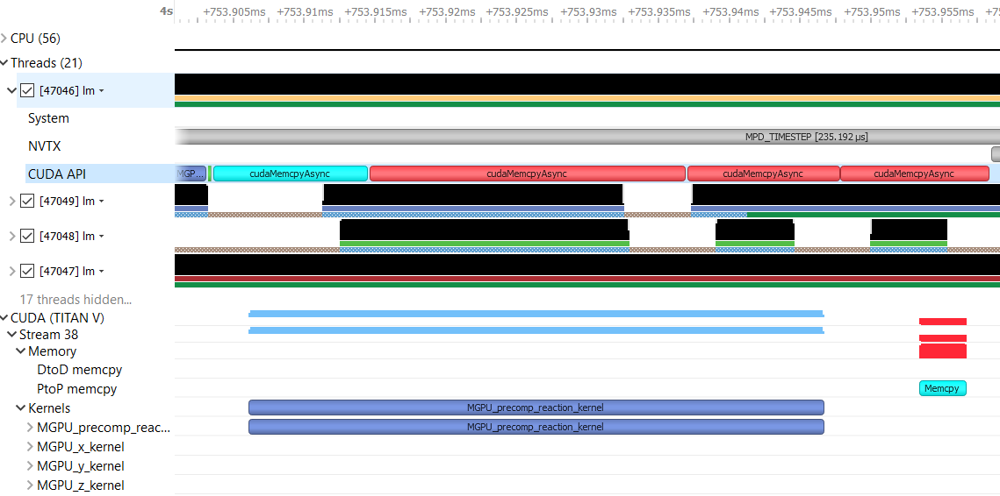 4s +753.905ms +753.91ms +753.915ms +753.92ms +753.925ms +753.93ms +753.935ms +753.94ms +753.945ms +753.95ms +753.955ms +75
CPU (56)
Threads (21)
[47046] lm
System
NVTX MPD_TIMESTEP [235.192 µs]
CUDA API MGP... cudaMemcpyAsync cudaMemcpyAsync cudaMemcpyAsync cudaMemcpyAsync
[47049] lm
[47048] lm
[47047] lm
17 threads hidden...
CUDA (TITAN V)
Stream 38
Memory
DtoD memcpy
PtoP memcpy Memcpy
Kernels MGPU_precomp_reaction_kernel
MGPU_precomp_reac... MGPU_precomp_reaction_kernel
MGPU_x_kernel
MGPU_y_kernel
MGPU_z_kernel